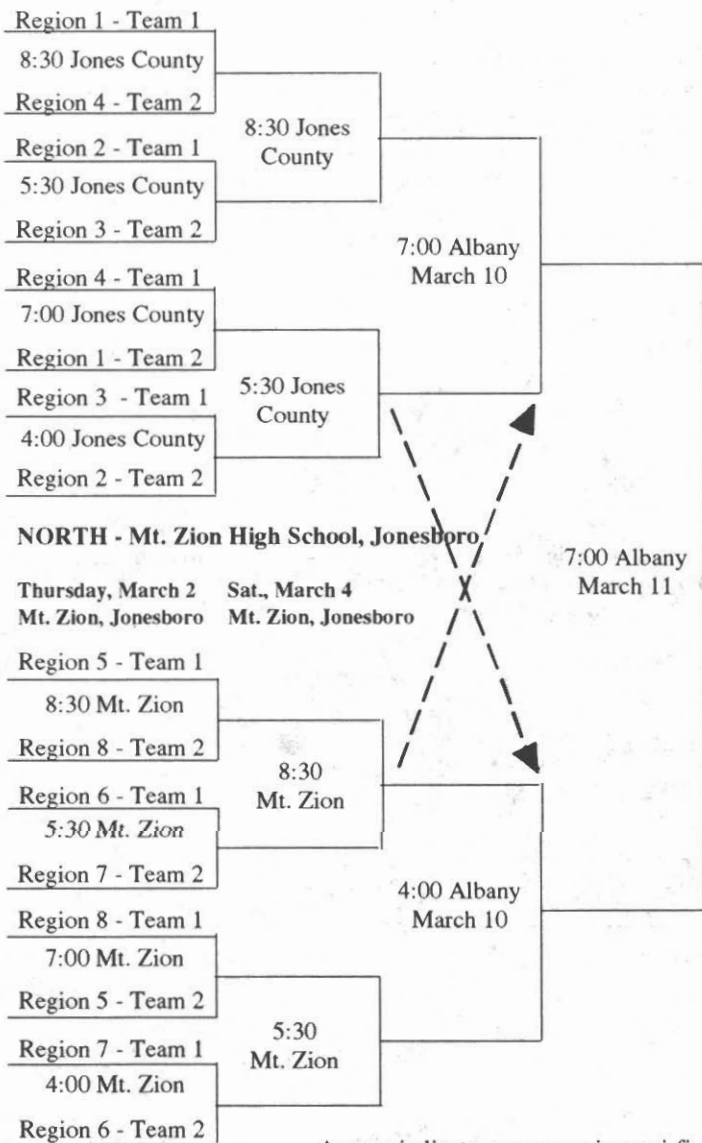 Region 1 - Team 1
8:30 Jones County
Region 4 - Team 2
Region 2 - Team 1
5:30 Jones County
Region 3 - Team 2
8:30 Jones
County
Region 4 - Team 1
7:00 Jones County
Region 1 - Team 2
Region 3 - Team 1
4:00 Jones County
Region 2 - Team 2
5:30 Jones
County
7:00 Albany
March 10
NORTH - Mt. Zion High School, Jonesboro
Thursday, March 2
Mt. Zion, Jonesboro
Sat., March 4
Mt. Zion, Jonesboro
7:00 Albany
March 11
Region 5 - Team 1
8:30 Mt. Zion
Region 8 - Team 2
Region 6 - Team 1
5:30 Mt. Zion
Region 7 - Team 2
8:30
Mt. Zion
Region 8 - Team 1
7:00 Mt. Zion
Region 5 - Team 2
Region 7 - Team 1
4:00 Mt. Zion
Region 6 - Team 2
5:30
Mt. Zion
4:00 Albany
March 10